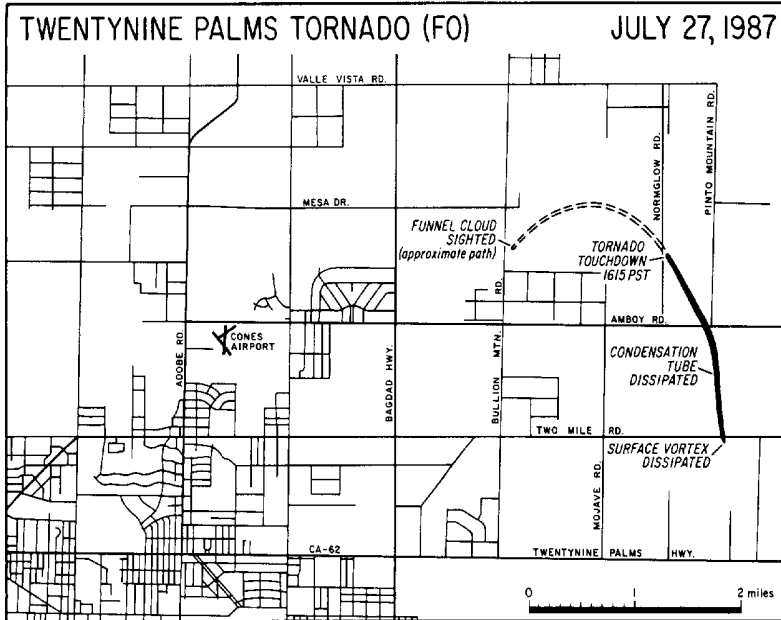 TWENTYNINE PALMS TORNADO (F0)
JULY 27, 1987
VALLE VISTA RD.
NORMGLOW RD.
PINTO MOUNTAIN RD.
MESA DR.
FUNNEL CLOUD
SIGHTED
(approximate path)
TORNADO
TOUCHDOWN
1615 PST
AMBOY RD.
CONES
AIRPORT
ADOBE RD.
BAGDAD HWY.
BULLION MTN. RD.
CONDENSATION
TUBE
DISSIPATED
TWO MILE RD.
SURFACE VORTEX
DISSIPATED
MOJAVE RD.
CA-62
TWENTYNINE PALMS HWY.
0 1 2 miles